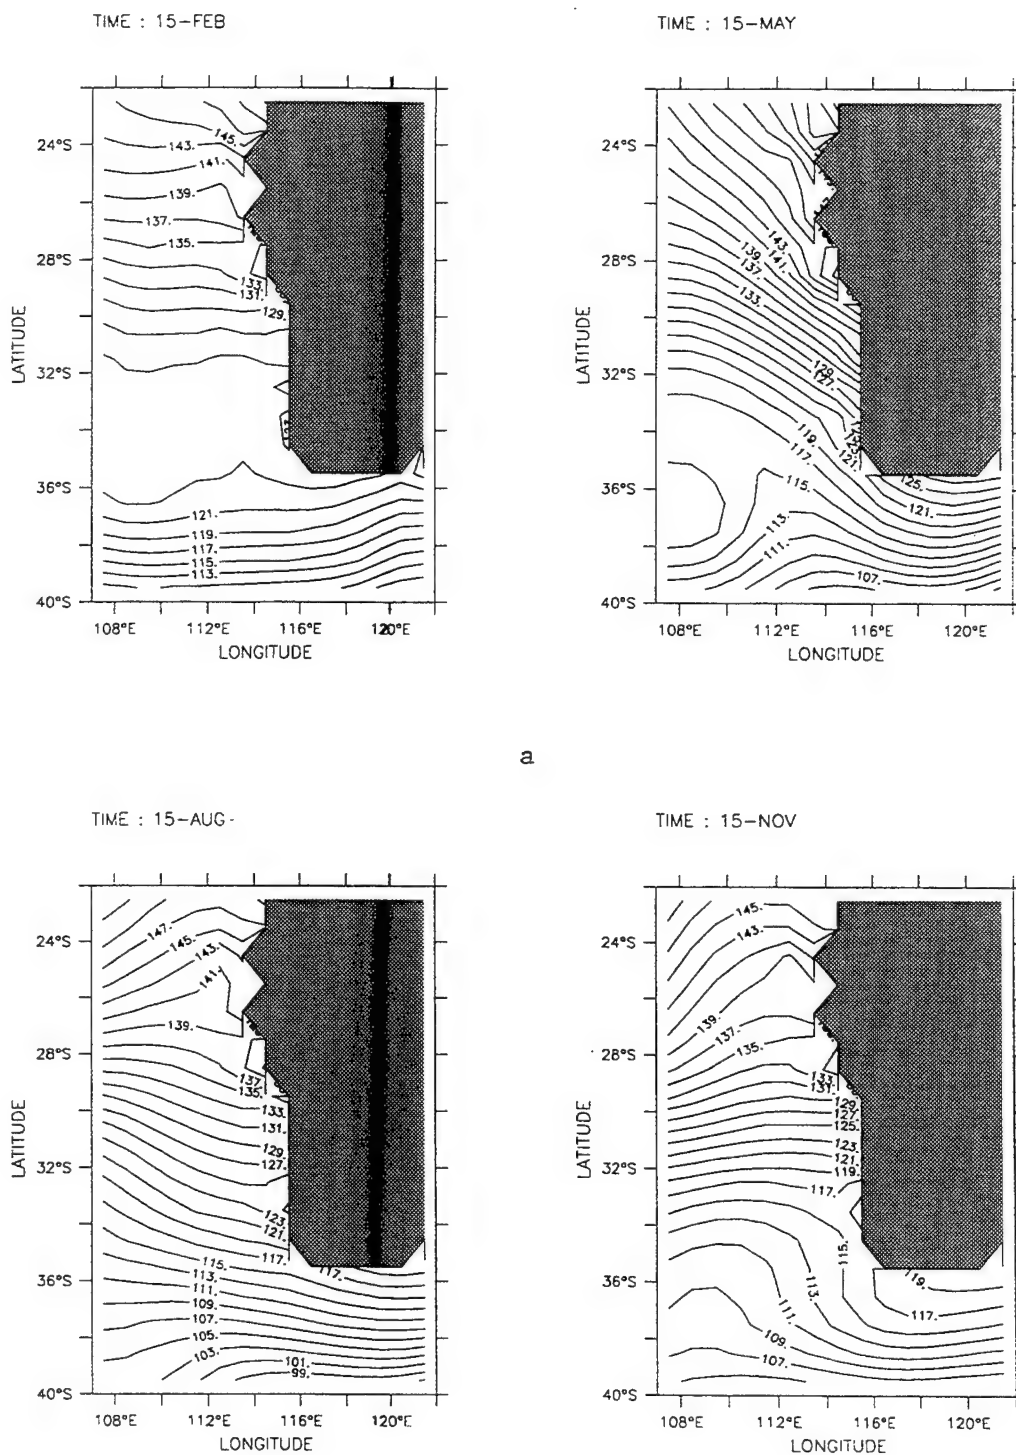 TIME : 15-FEB
TIME : 15-MAY
24°S
28°S
32°S
36°S
40°S
LATITUDE
145.
143.
141.
139.
137.
135.
133.
131.
129.
121.
119.
117.
115.
113.
108°E
112°E
116°E
120°E
LONGITUDE
24°S
28°S
32°S
36°S
40°S
LATITUDE
143.
141.
139.
137.
133.
129.
127.
123.
121.
119.
117.
115.
113.
111.
125.
121.
107.
108°E
112°E
116°E
120°E
LONGITUDE
a
TIME : 15-AUG
TIME : 15-NOV
24°S
28°S
32°S
36°S
40°S
LATITUDE
147.
145.
143.
141.
139.
137.
135.
133.
131.
129.
127.
123.
121.
117.
117.
115.
113.
111.
109.
107.
105.
103.
101.
99.
108°E
112°E
116°E
120°E
LONGITUDE
24°S
28°S
32°S
36°S
40°S
LATITUDE
145.
143.
139.
137.
135.
133.
131.
129.
127.
125.
123.
121.
119.
117.
115.
113.
111.
119.
117.
109.
107.
108°E
112°E
116°E
120°E
LONGITUDE